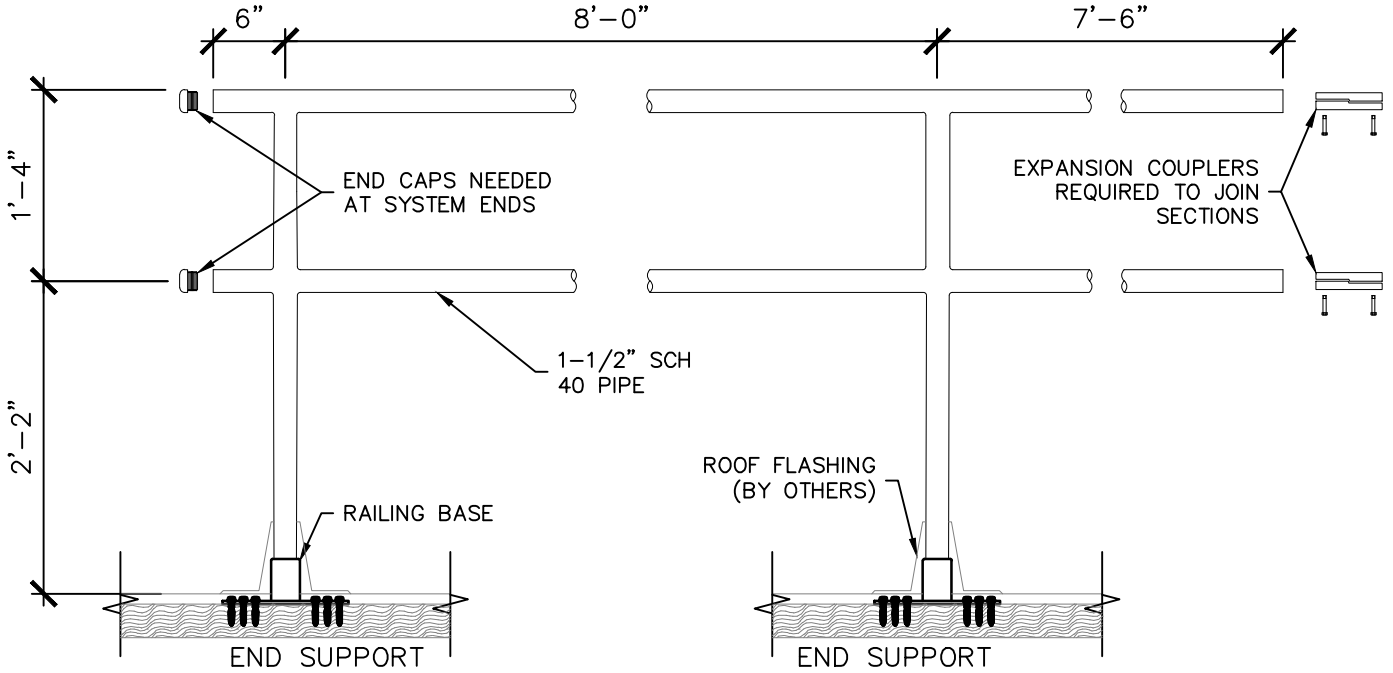 6”
8’-0”
7’-6”
1’-4”
END CAPS NEEDED
AT SYSTEM ENDS
EXPANSION COUPLERS
REQUIRED TO JOIN
SECTIONS
1-1/2” SCH
40 PIPE
2’-2”
ROOF FLASHING
(BY OTHERS)
RAILING BASE
END SUPPORT
END SUPPORT